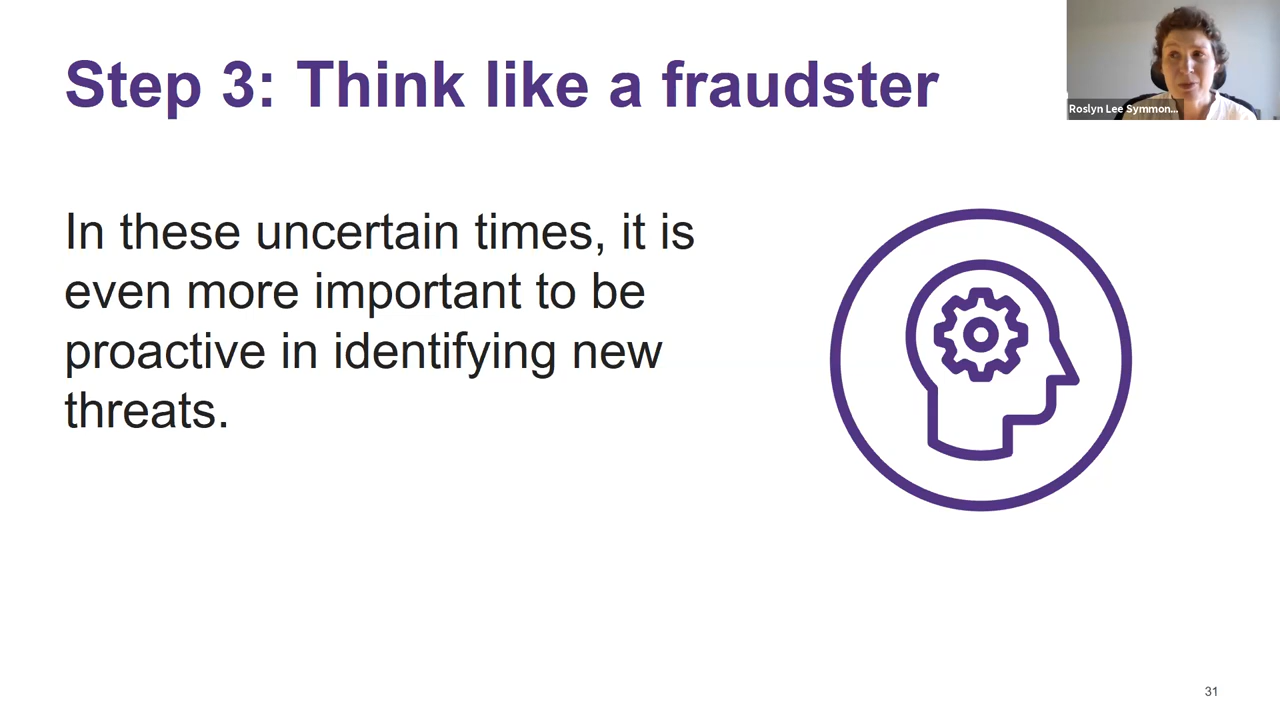 Step 3: Think like a fraudster
Roslyn Lee Symmon...
In these uncertain times, it is
even more important to be
proactive in identifying new
threats.
31